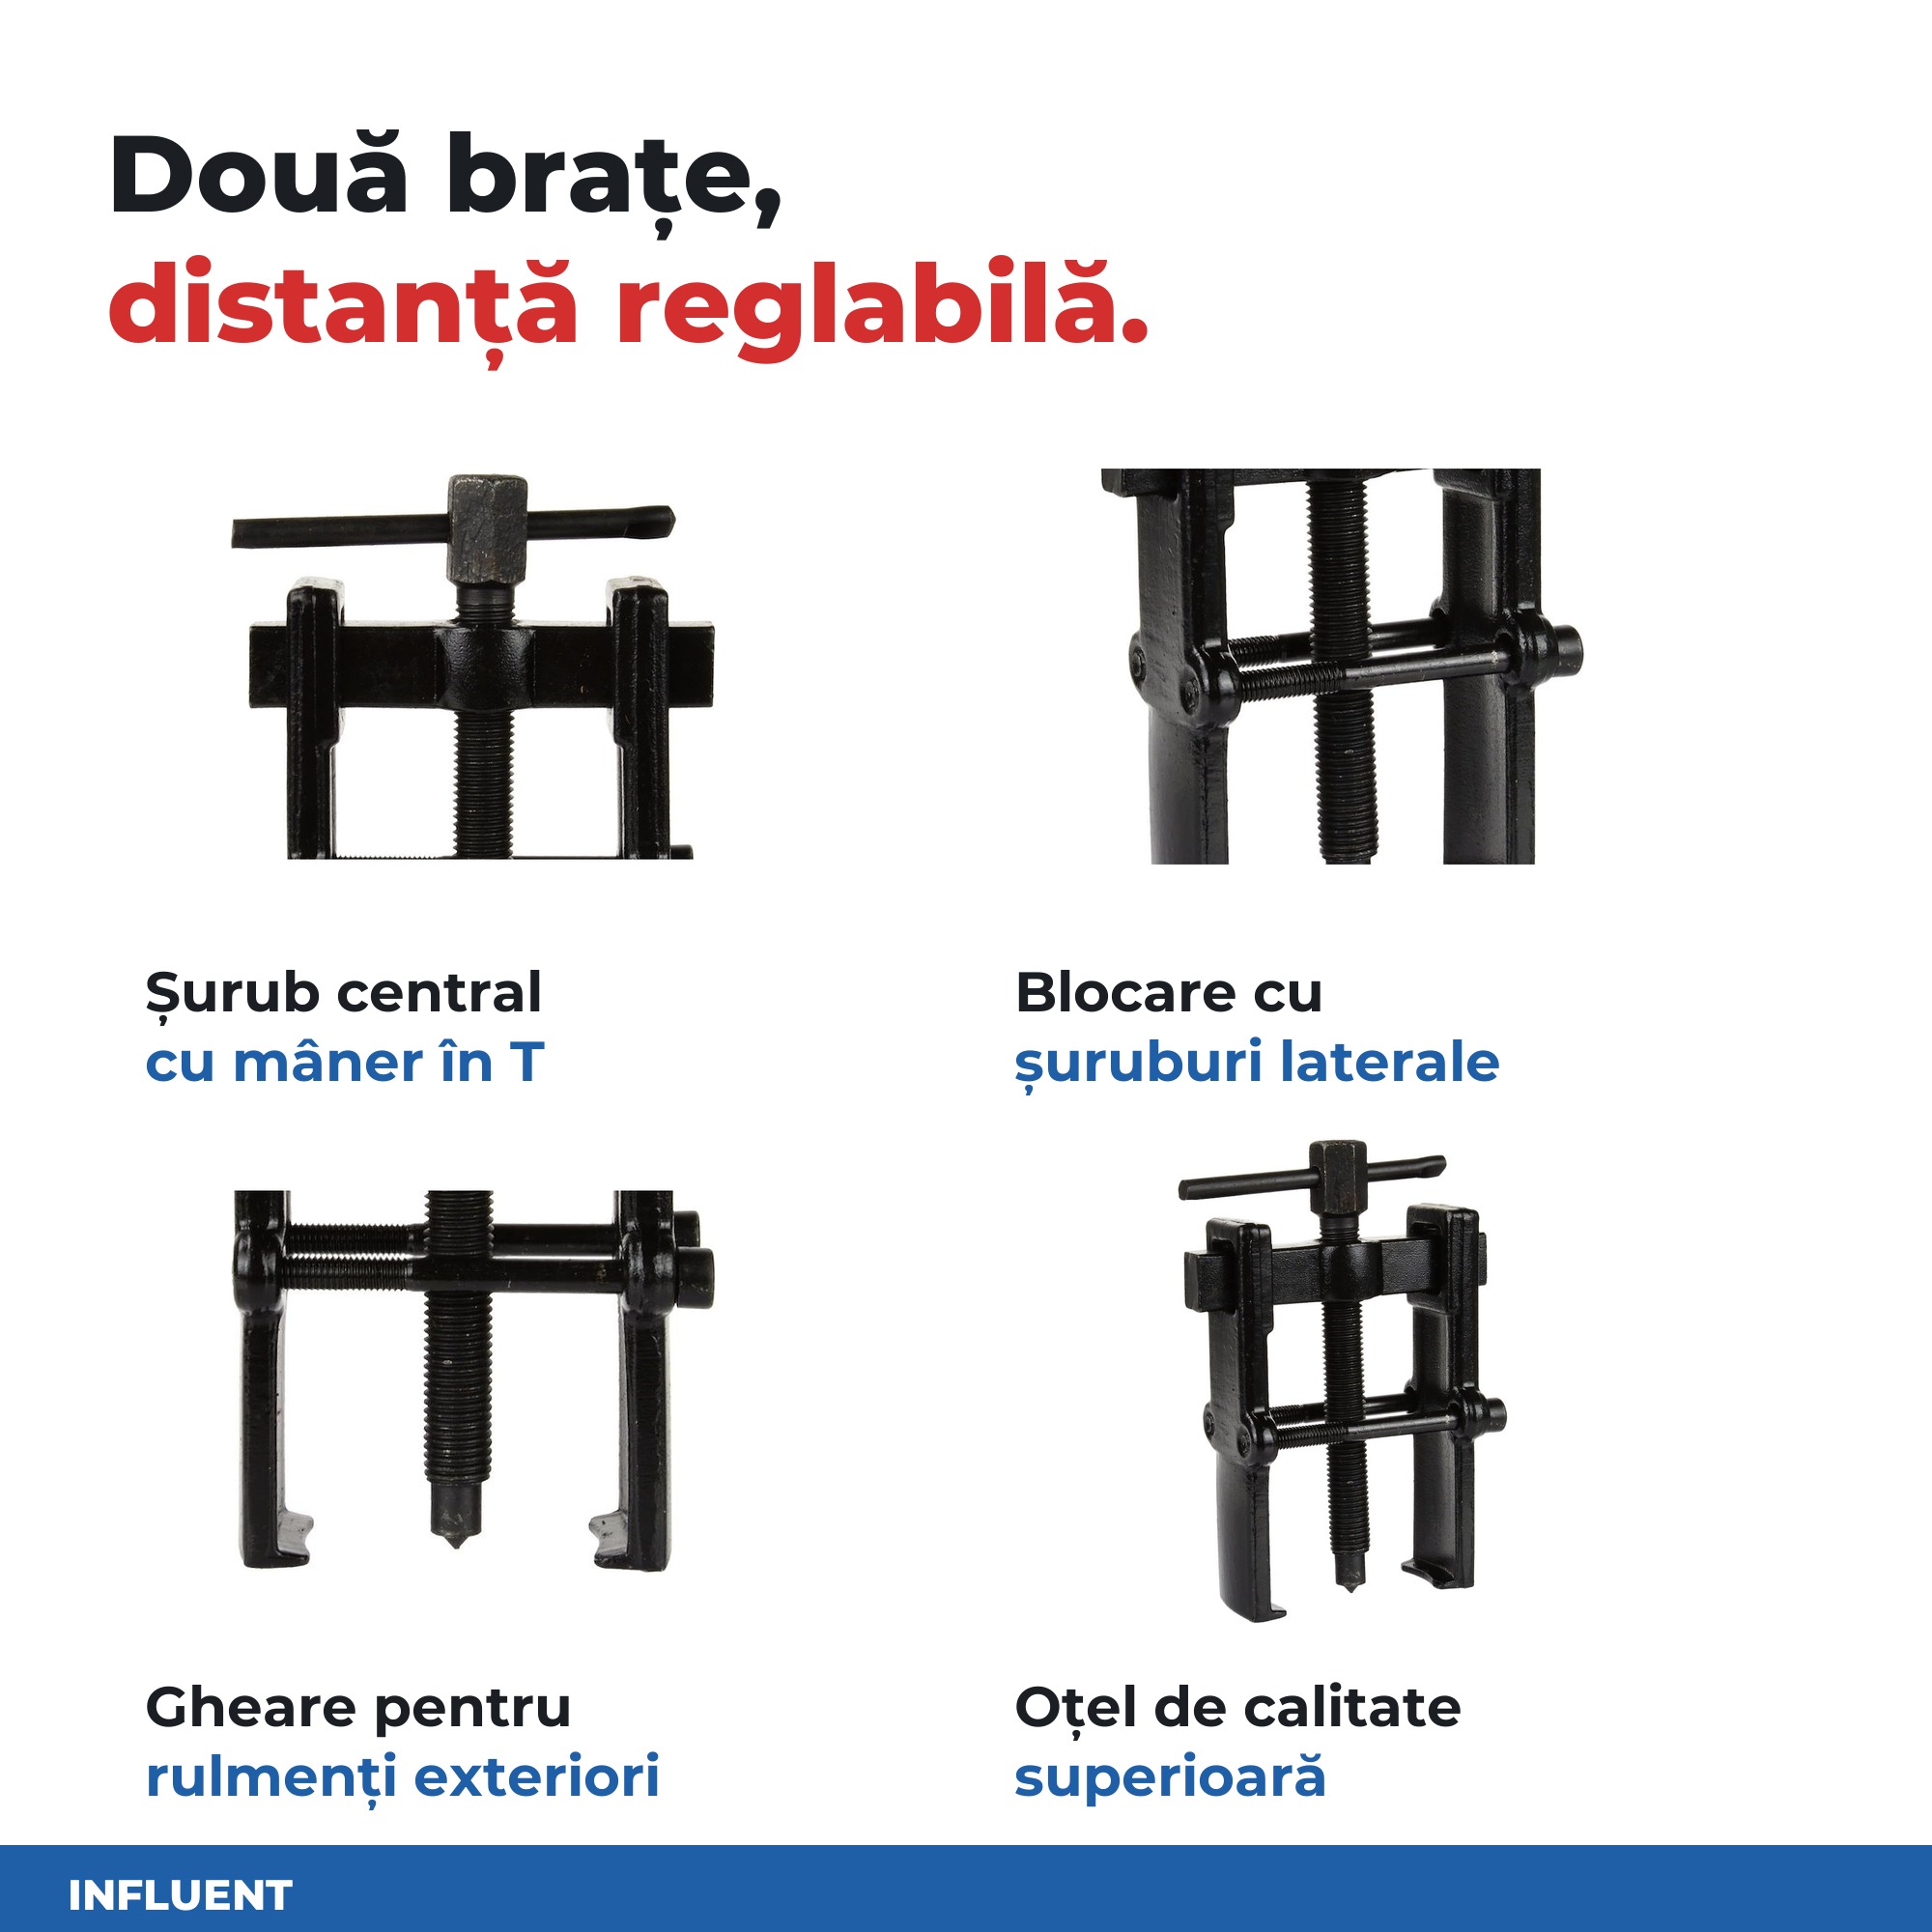 Două brațe,
distanță reglabilă.
Șurub central
cu mâner în T
Blocare cu
șuruburi laterale
Gheare pentru
rulmenți exteriori
Oțel de calitate
superioară
INFLUENT